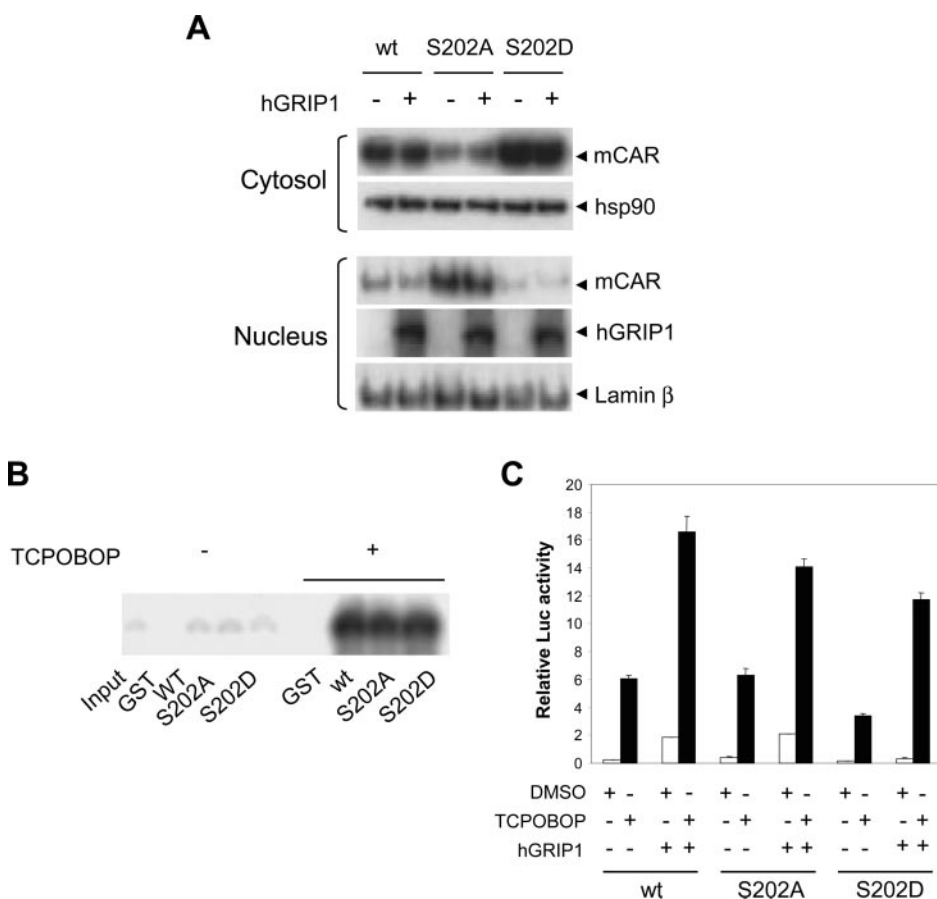 A
wt S202A S202D
hGRIP1 - + - + - +
Cytosol
mCAR
hsp90
Nucleus
mCAR
hGRIP1
Lamin β
B
TCPOBOP - +
Input GST WT S202A S202D GST wt S202A S202D
C
Relative Luc activity
20
18
16
14
12
10
8
6
4
2
0
DMSO + - + - + - + - + - + -
TCPOBOP - + - + - + - + - + - +
hGRIP1 - - + + - - + + - - + +
wt S202A S202D